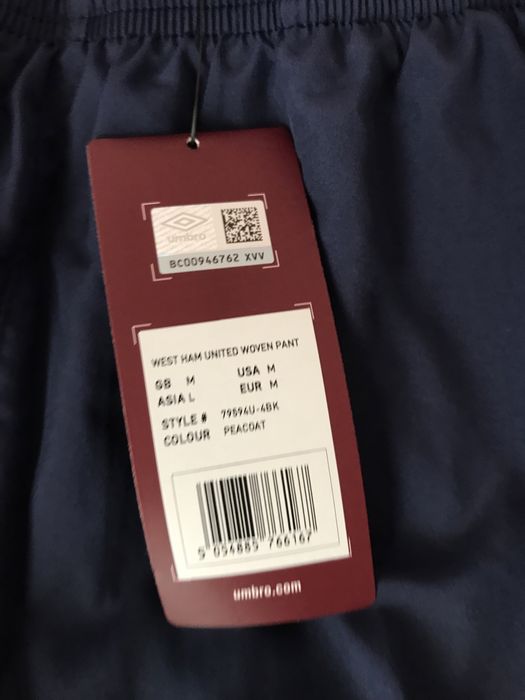 umbro
BC00946762 XVV
WEST HAM UNITED WOVEN PANT
GB M USA M
ASIA L EUR M
STYLE # 79594U-4BK
COLOUR PEACOAT
5 054885 766167
umbro.com